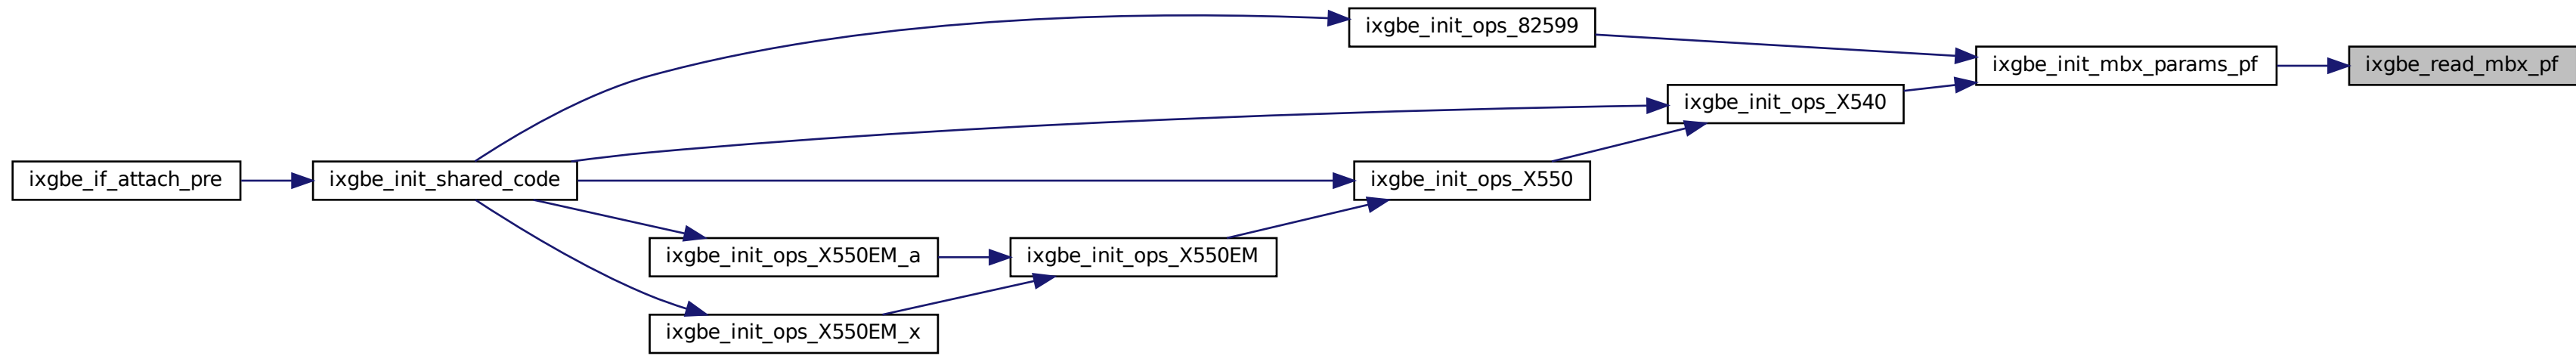 ixgbe_init_ops_82599
ixgbe_init_mbx_params_pf
ixgbe_read_mbx_pf
ixgbe_init_ops_X540
ixgbe_if_attach_pre
ixgbe_init_shared_code
ixgbe_init_ops_X550
ixgbe_init_ops_X550EM_a
ixgbe_init_ops_X550EM
ixgbe_init_ops_X550EM_x